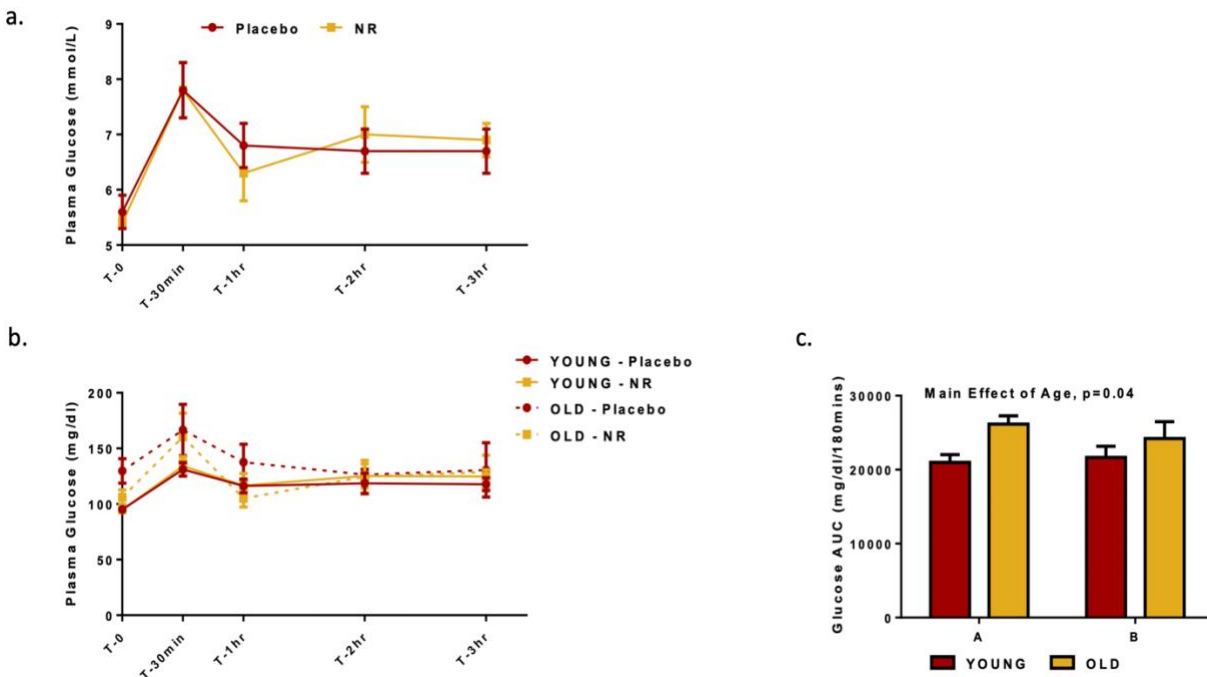 a.
Placebo NR
Plasma Glucose (mmol/L)
9
8
7
6
5
T-0
T-30min
T-1hr
T-2hr
T-3hr
b.
YOUNG - Placebo
YOUNG - NR
OLD - Placebo
OLD - NR
Plasma Glucose (mg/dl)
200
150
100
50
0
T-0
T-30min
T-1hr
T-2hr
T-3hr
c.
Main Effect of Age, p=0.04
Glucose AUC (mg/dl/180mins)
30000
20000
10000
0
A B
YOUNG OLD